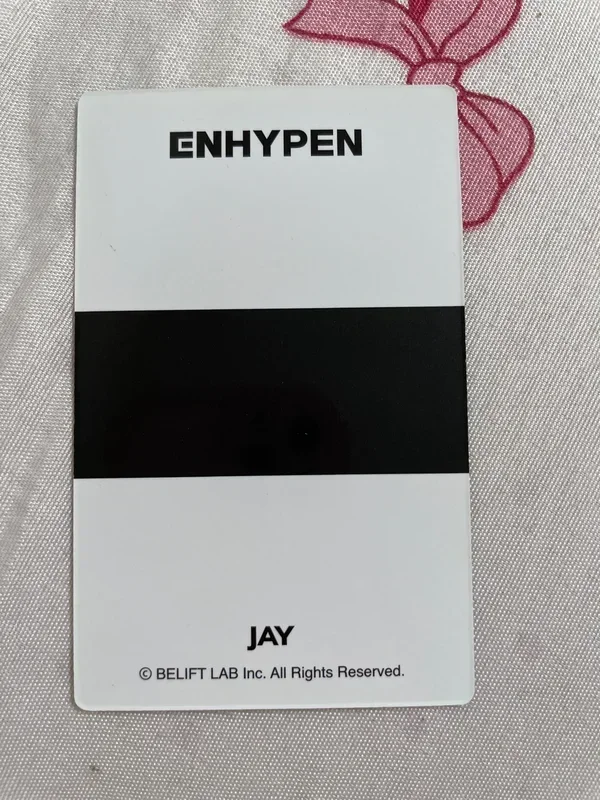 ENHYPEN
JAY
© BELIFT LAB Inc. All Rights Reserved.